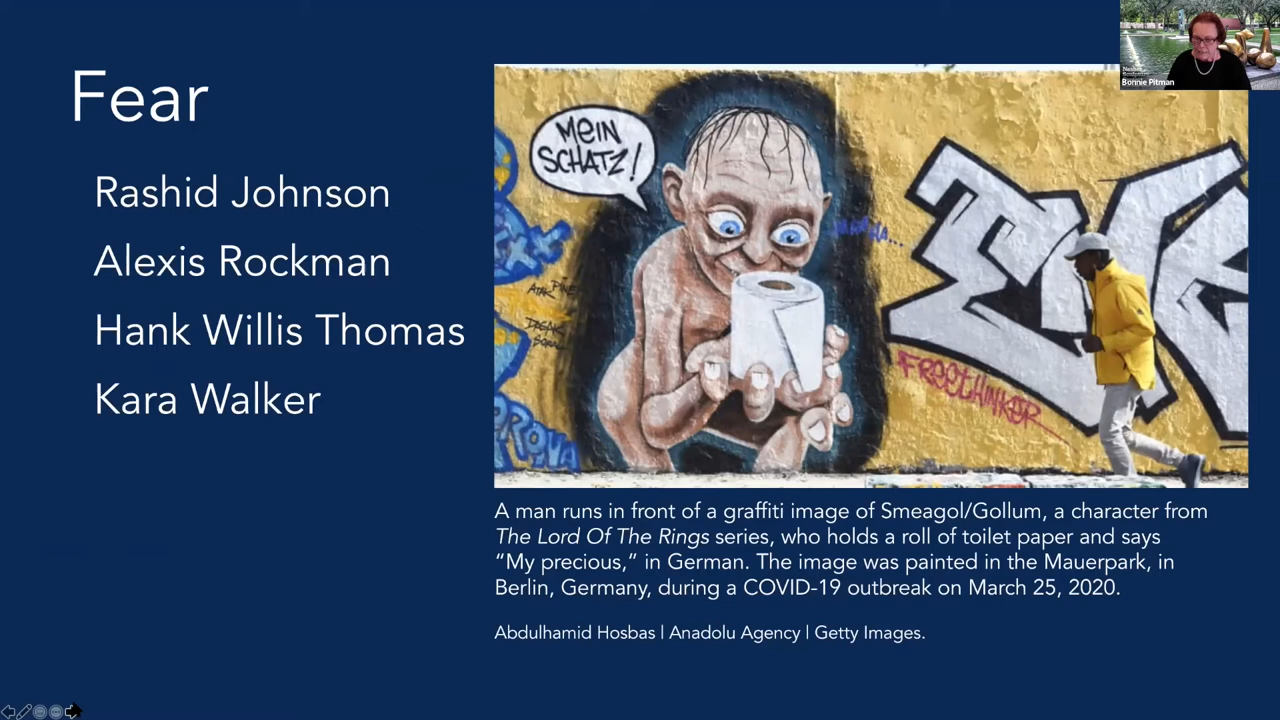 Fear
Rashid Johnson
Alexis Rockman
Hank Willis Thomas
Kara Walker
MEIN
SCHATZ!
FREETHINKER
A man runs in front of a graffiti image of Smeagol/Gollum, a character from
The Lord Of The Rings series, who holds a roll of toilet paper and says
“My precious,” in German. The image was painted in the Mauerpark, in
Berlin, Germany, during a COVID-19 outbreak on March 25, 2020.
Abdulhamid Hosbas | Anadolu Agency | Getty Images.
Bonnie Pitman